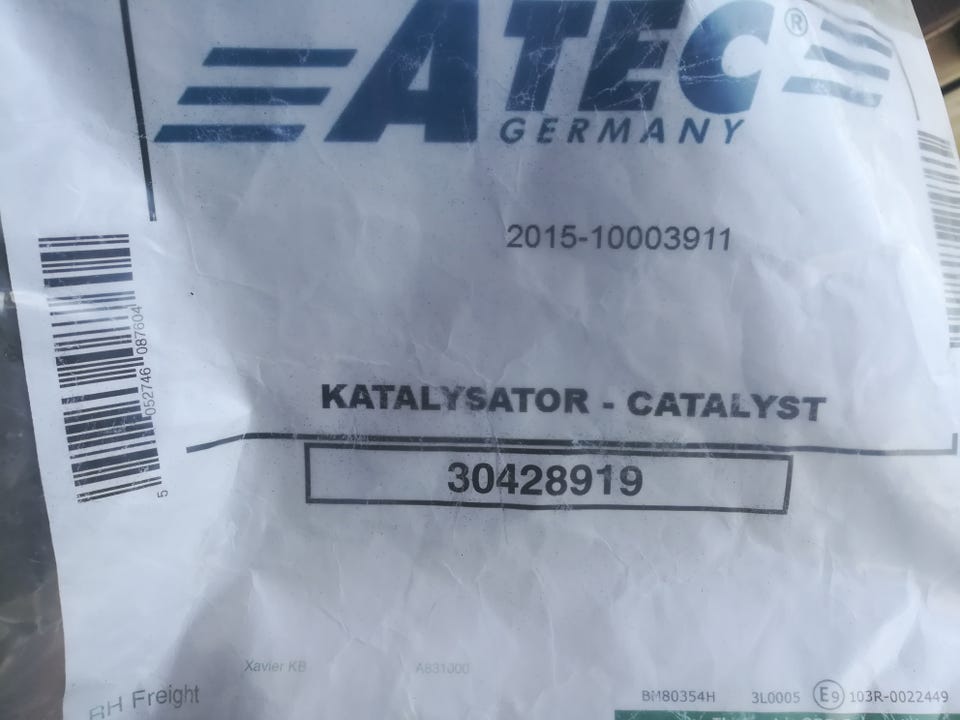 ATEC®
GERMANY
2015-10003911
5 052746 087604
KATALYSATOR - CATALYST
30428919
Xavier KB A831000
RH Freight
BM80354H 3L0005 E9 103R-0022449